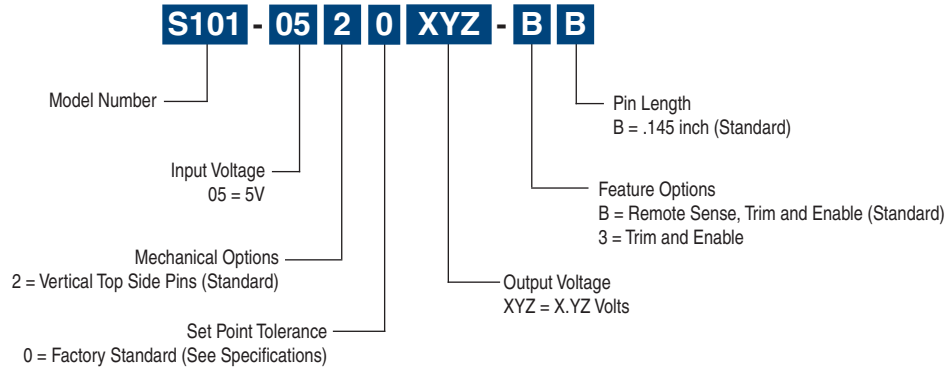 S101 - 05 2 0 XYZ - B B
Model Number
Pin Length
B = .145 inch (Standard)
Input Voltage
05 = 5V
Feature Options
B = Remote Sense, Trim and Enable (Standard)
3 = Trim and Enable
Mechanical Options
2 = Vertical Top Side Pins (Standard)
Output Voltage
XYZ = X.YZ Volts
Set Point Tolerance
0 = Factory Standard (See Specifications)